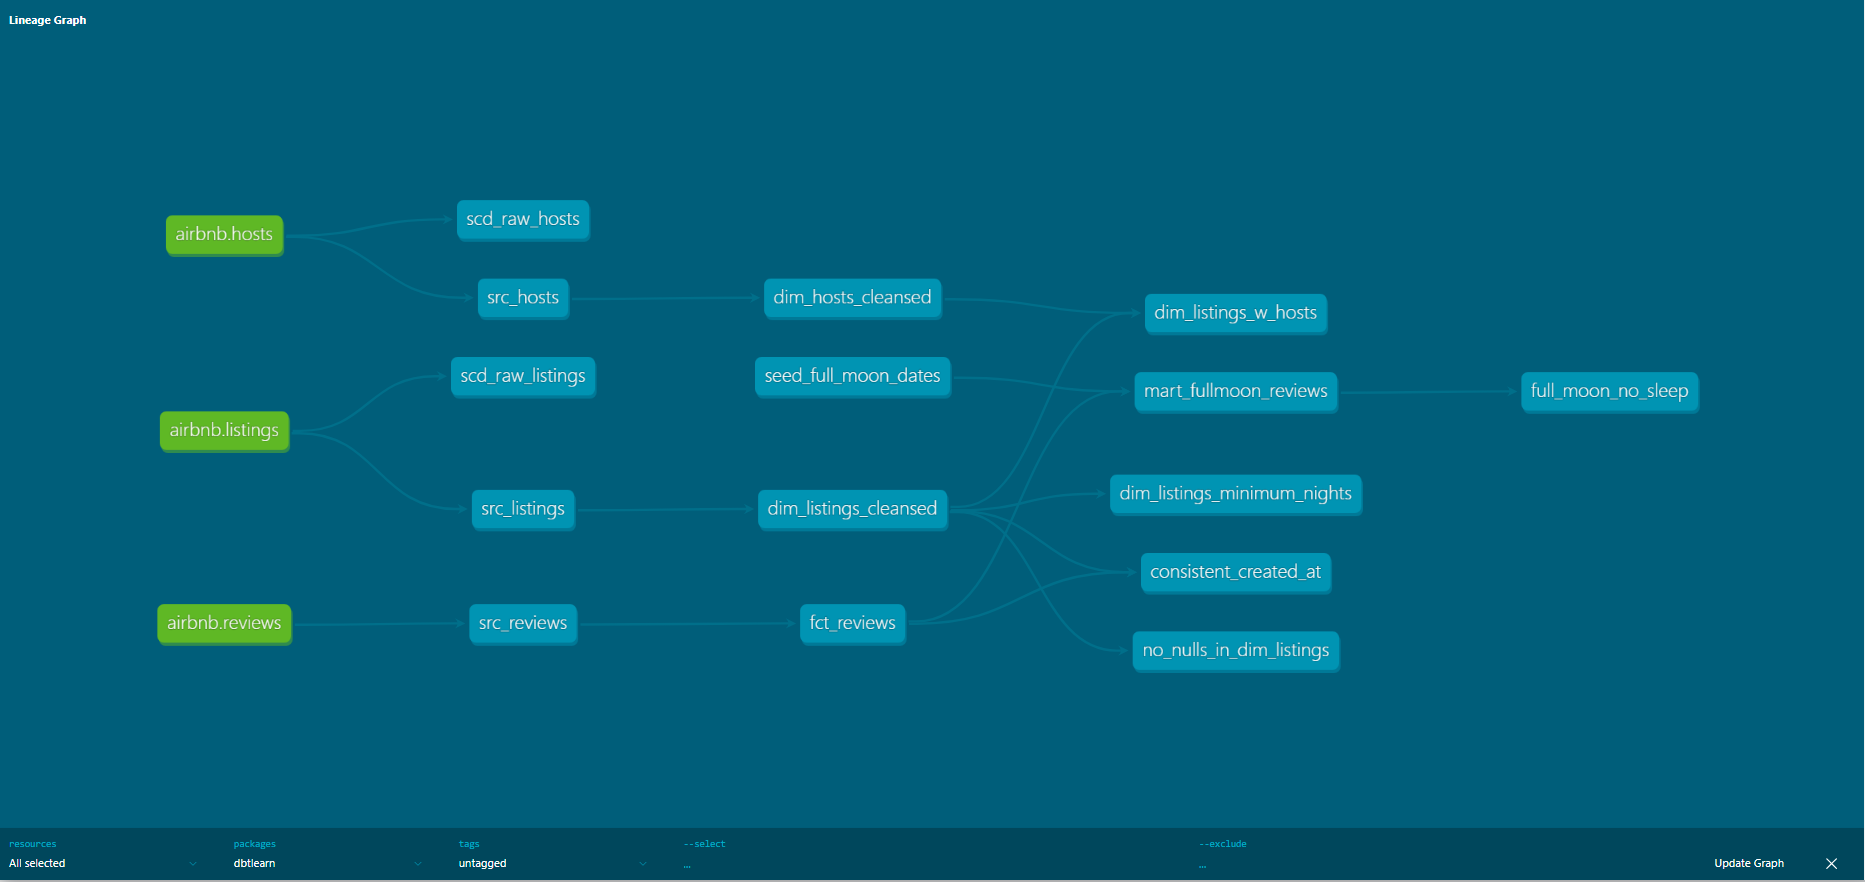 Lineage Graph
scd_raw_hosts
airbnb.hosts
src_hosts
dim_hosts_cleansed
dim_listings_w_hosts
scd_raw_listings
seed_full_moon_dates
mart_fullmoon_reviews
full_moon_no_sleep
airbnb.listings
dim_listings_minimum_nights
src_listings
dim_listings_cleansed
consistent_created_at
airbnb.reviews
src_reviews
fct_reviews
no_nulls_in_dim_listings
resources
packages
tags
--select
--exclude
All selected
dbtlearn
untagged
...
...
Update Graph